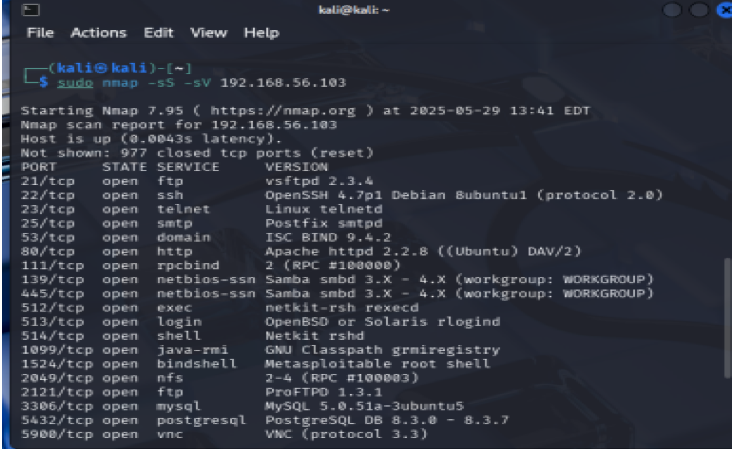 kali@kali: ~
File Actions Edit View Help
┌──(kali㉿kali)-[~]
└─$ sudo nmap -sS -sV 192.168.56.103
Starting Nmap 7.95 ( https://nmap.org ) at 2025-05-29 13:41 EDT
Nmap scan report for 192.168.56.103
Host is up (0.0043s latency).
Not shown: 977 closed tcp ports (reset)
PORT STATE SERVICE VERSION
21/tcp open ftp vsftpd 2.3.4
22/tcp open ssh OpenSSH 4.7p1 Debian 8ubuntu1 (protocol 2.0)
23/tcp open telnet Linux telnetd
25/tcp open smtp Postfix smtpd
53/tcp open domain ISC BIND 9.4.2
80/tcp open http Apache httpd 2.2.8 ((Ubuntu) DAV/2)
111/tcp open rpcbind 2 (RPC #100000)
139/tcp open netbios-ssn Samba smbd 3.X - 4.X (workgroup: WORKGROUP)
445/tcp open netbios-ssn Samba smbd 3.X - 4.X (workgroup: WORKGROUP)
512/tcp open exec netkit-rsh rexecd
513/tcp open login OpenBSD or Solaris rlogind
514/tcp open shell Netkit rshd
1099/tcp open java-rmi GNU Classpath grmiregistry
1524/tcp open bindshell Metasploitable root shell
2049/tcp open nfs 2-4 (RPC #100003)
2121/tcp open ftp ProFTPD 1.3.1
3306/tcp open mysql MySQL 5.0.51a-3ubuntu5
5432/tcp open postgresql PostgreSQL DB 8.3.0 - 8.3.7
5900/tcp open vnc VNC (protocol 3.3)